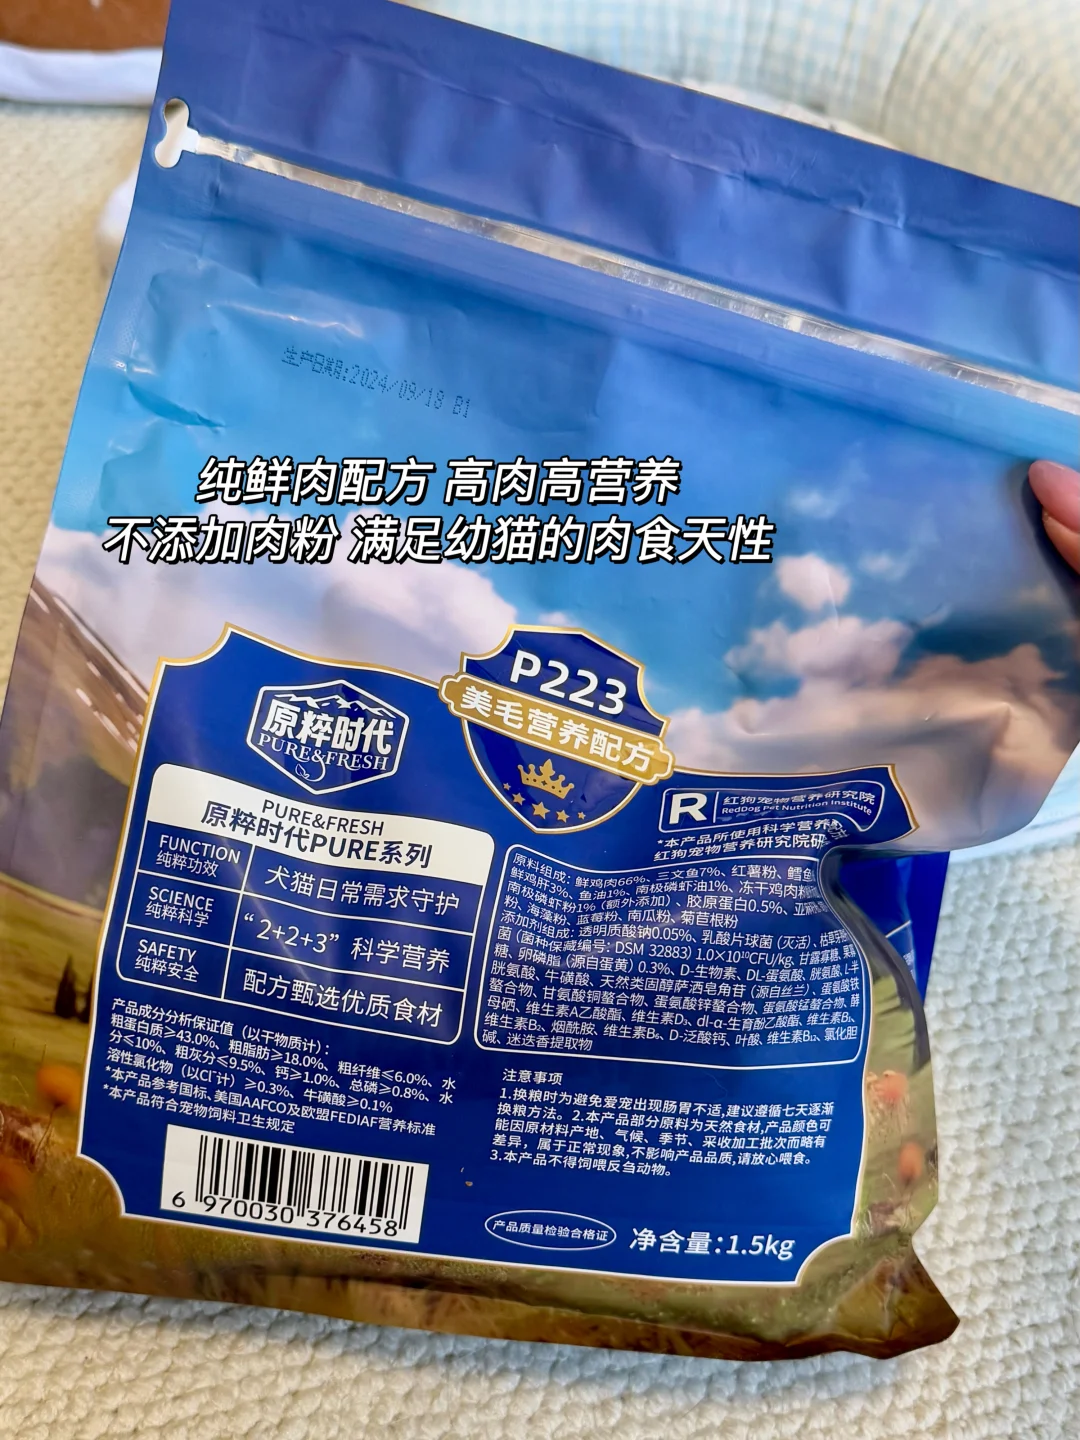 生产日期:2024/09/18 B1
纯鲜肉配方 高肉高营养
不添加肉粉 满足幼猫的肉食天性
P223
美毛营养配方
原粹时代
PURE&FRESH
PURE&FRESH
原粹时代PURE系列
FUNCTION
纯粹功效
犬猫日常需求守护
SCIENCE
纯粹科学
“2+2+3”科学营养
SAFETY
纯粹安全
配方甄选优质食材
R
红狗宠物营养研究院
RedDog Pet Nutrition Institute
*本产品所使用科学营养
红狗宠物营养研究院研
原料组成: 鲜鸡肉66%、三文鱼7%、红薯粉、鳕鱼
鲜鸡肝3%、鱼油1%、南极磷虾油1%、冻干鸡肉粒
南极磷虾粉1%（额外添加）、胶原蛋白0.5%、亚麻
粉、海藻粉、蓝莓粉、南瓜粉、菊苣根粉
添加剂组成: 透明质酸钠0.05%、乳酸片球菌 (灭活)、枯草芽孢
菌 (菌种保藏编号: DSM 32883) 1.0×10¹⁰CFU/kg、甘露寡糖、果寡
糖、卵磷脂 (源自蛋黄) 0.3%、D-生物素、DL-蛋氨酸、胱氨酸、L-半
胱氨酸、牛磺酸、天然类固醇萨洒皂角苷 (源自丝兰)、蛋氨酸铁
螯合物、甘氨酸铜螯合物、蛋氨酸锌螯合物、蛋氨酸锰螯合物、酵
母硒、维生素A乙酸酯、维生素D₃、dl-α-生育酚乙酸酯、维生素B₁、
维生素B₂、烟酰胺、维生素B₆、D-泛酸钙、叶酸、维生素B₁₂、氯化胆
碱、迷迭香提取物
产品成分分析保证值（以干物质计）:
粗蛋白质≥43.0%、粗脂肪≥18.0%、粗纤维≤6.0%、水
分≤10%、粗灰分≤9.5%、钙≥1.0%、总磷≥0.8%、水
溶性氯化物（以Cl⁻计）≥0.3%、牛磺酸≥0.1%
*本产品参考国标、美国AAFCO及欧盟FEDIAF营养标准
*本产品符合宠物饲料卫生规定
注意事项
1.换粮时为避免爱宠出现肠胃不适,建议遵循七天逐渐
换粮方法。2.本产品部分原料为天然食材,产品颜色可
能因原材料产地、气候、季节、采收加工批次而略有
差异，属于正常现象,不影响产品品质,请放心喂食。
3.本产品不得饲喂反刍动物。
6 970030 376458
产品质量检验合格证
净含量:1.5kg